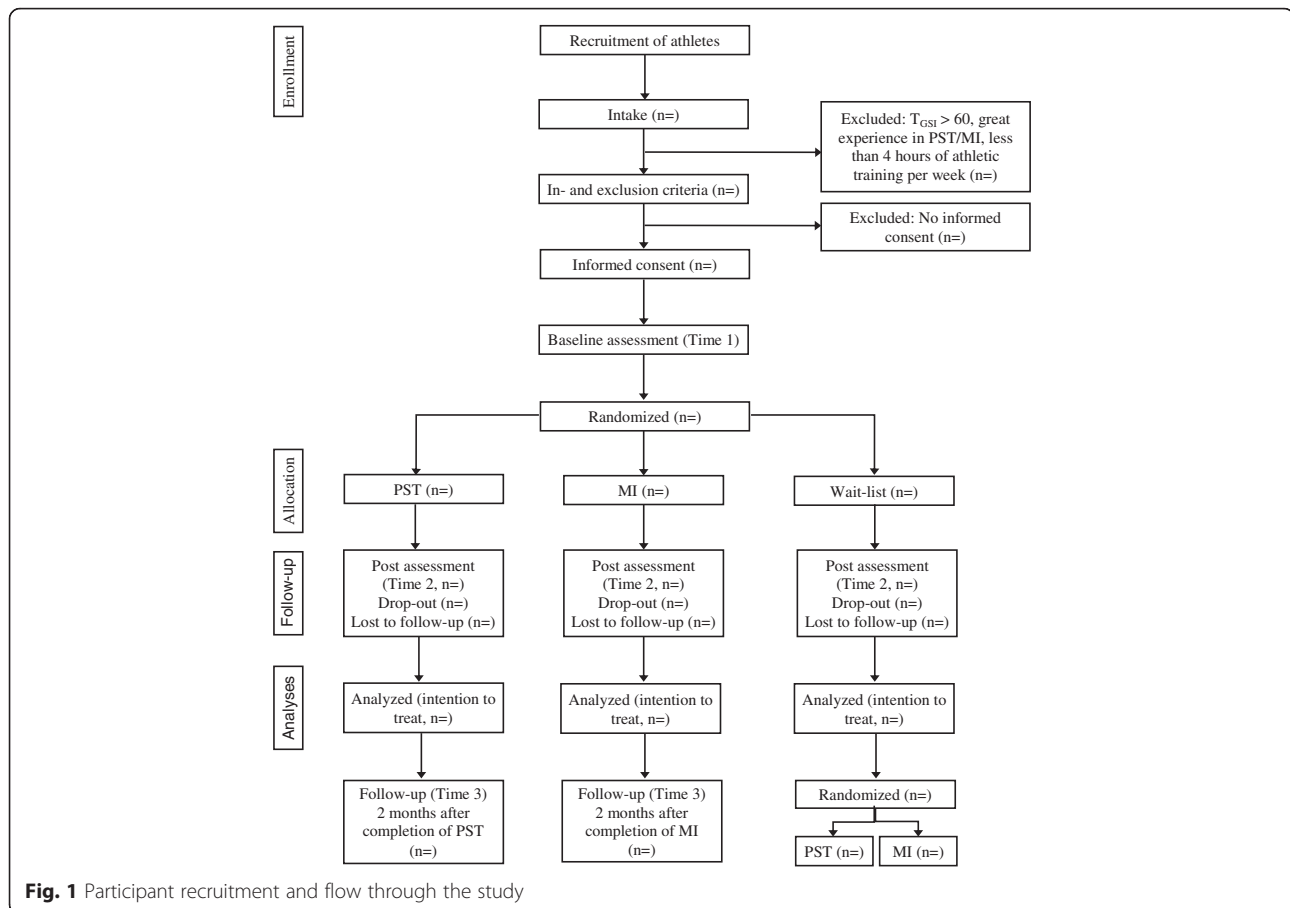 Enrollment
Recruitment of athletes
Intake (n=)
Excluded: TGSI > 60, great
experience in PST/MI, less
than 4 hours of athletic
training per week (n=)
In- and exclusion criteria (n=)
Excluded: No informed
consent (n=)
Informed consent (n=)
Baseline assessment (Time 1)
Randomized (n=)
Allocation
PST (n=)
MI (n=)
Wait-list (n=)
Follow-up
Post assessment
(Time 2, n=)
Drop-out (n=)
Lost to follow-up (n=)
Post assessment
(Time 2, n=)
Drop-out (n=)
Lost to follow-up (n=)
Post assessment
(Time 2, n=)
Drop-out (n=)
Lost to follow-up (n=)
Analyses
Analyzed (intention to
treat, n=)
Analyzed (intention to
treat, n=)
Analyzed (intention to
treat, n=)
Follow-up (Time 3)
2 months after
completion of PST
(n=)
Follow-up (Time 3)
2 months after
completion of MI
(n=)
Randomized (n=)
PST (n=)
MI (n=)
Fig. 1 Participant recruitment and flow through the study